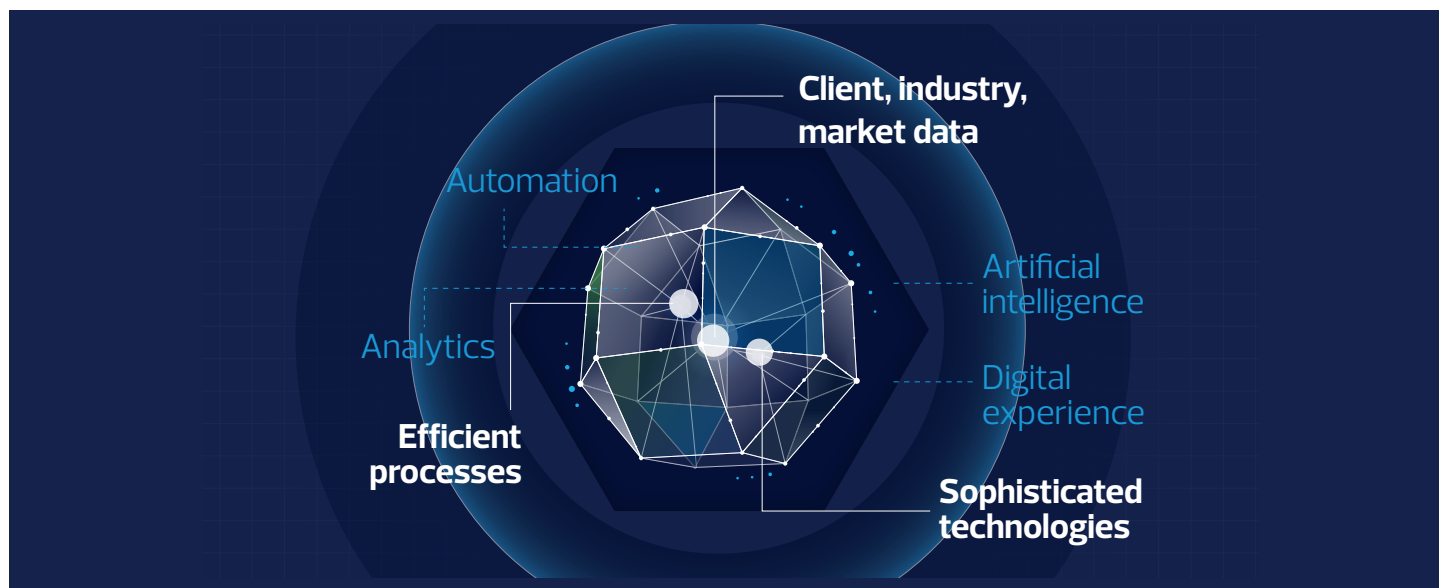 Client, industry,
market data
Automation
Artificial
intelligence
Analytics
Digital
experience
Efficient
processes
Sophisticated
technologies